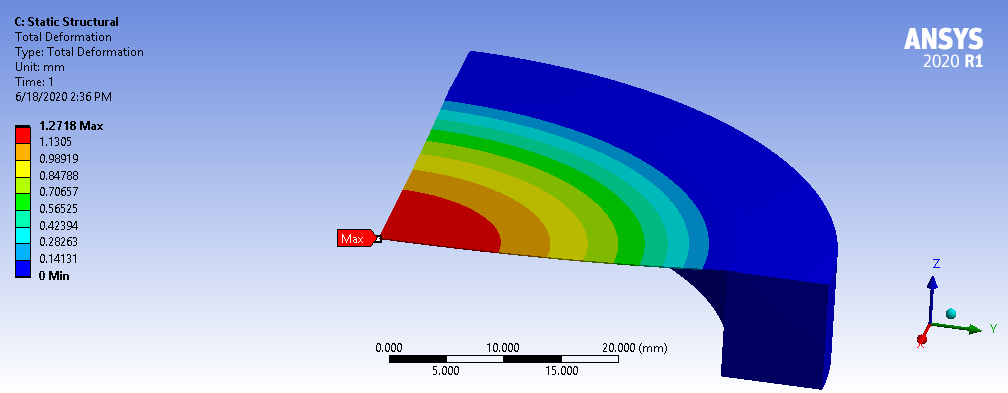 C: Static Structural
Total Deformation
Type: Total Deformation
Unit: mm
Time: 1
6/18/2020 2:36 PM
1.2718 Max
1.1305
0.98919
0.84788
0.70657
0.56525
0.42394
0.28263
0.14131
0 Min
ANSYS
2020 R1
Max
0.000 10.000 20.000 (mm)
5.000 15.000
Z
Y
X